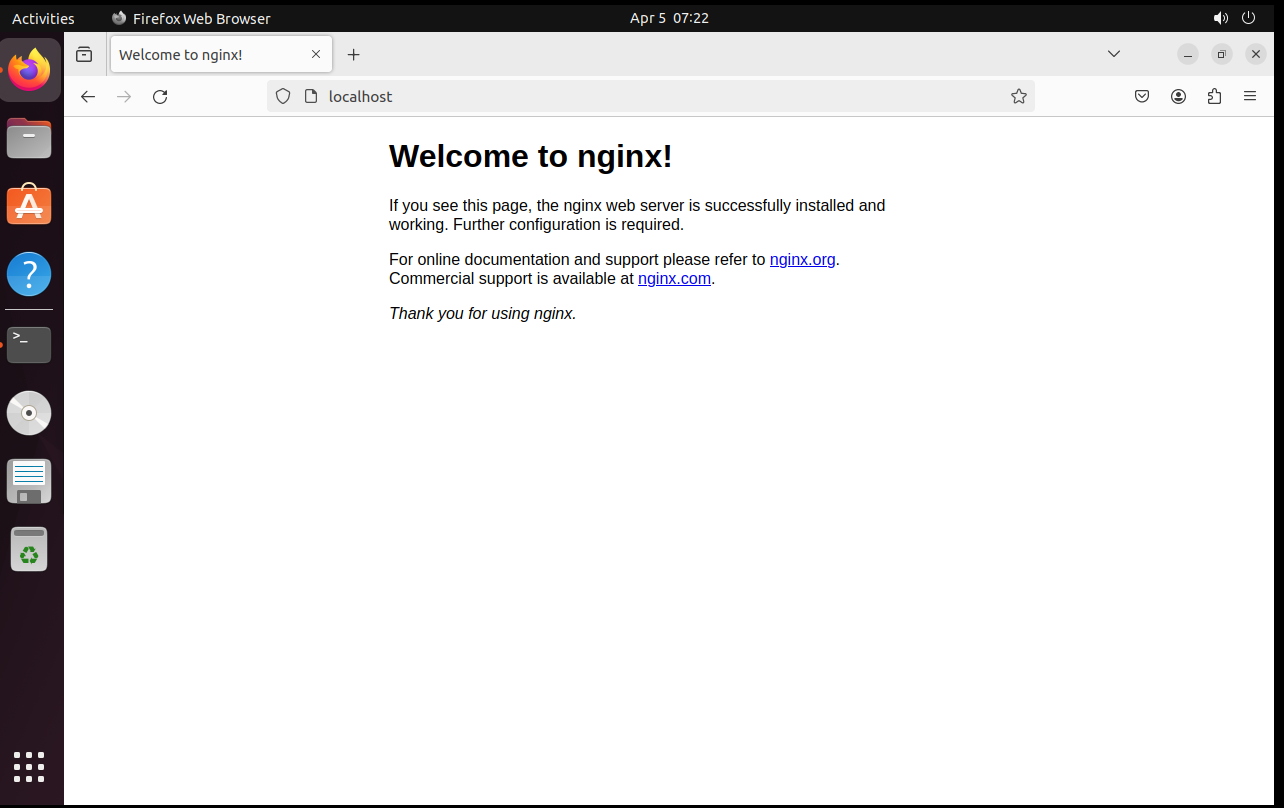 Activities
Firefox Web Browser
Apr 5 07:22
Welcome to nginx!
localhost
Welcome to nginx!
If you see this page, the nginx web server is successfully installed and
working. Further configuration is required.
For online documentation and support please refer to nginx.org.
Commercial support is available at nginx.com.
Thank you for using nginx.